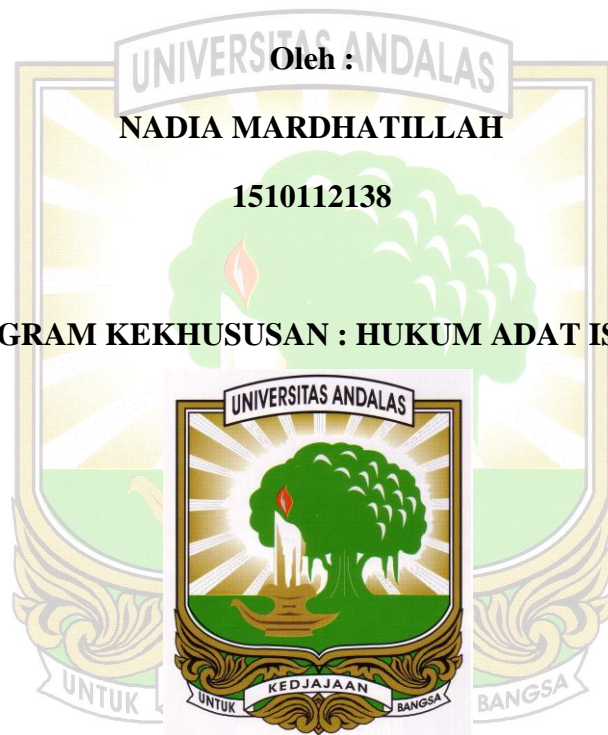 UNIVERSITAS ANDALAS
Oleh :
NADIA MARDHATILLAH
1510112138
GRAM KEKHUSUSAN : HUKUM ADAT IS
UNIVERSITAS ANDALAS
UNTUK KEDJAJAAN BANGSA
UNTUK BANGSA